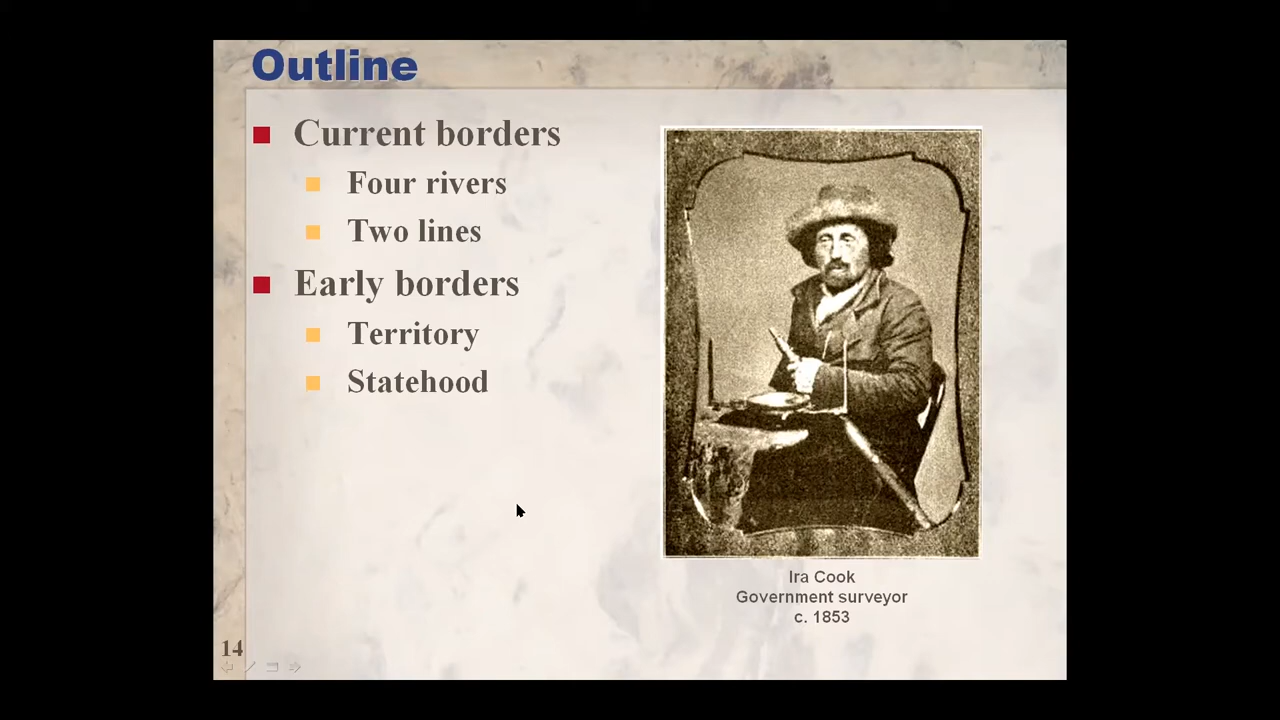 Outline
Current borders
Four rivers
Two lines
Early borders
Territory
Statehood
Ira Cook
Government surveyor
c. 1853
14